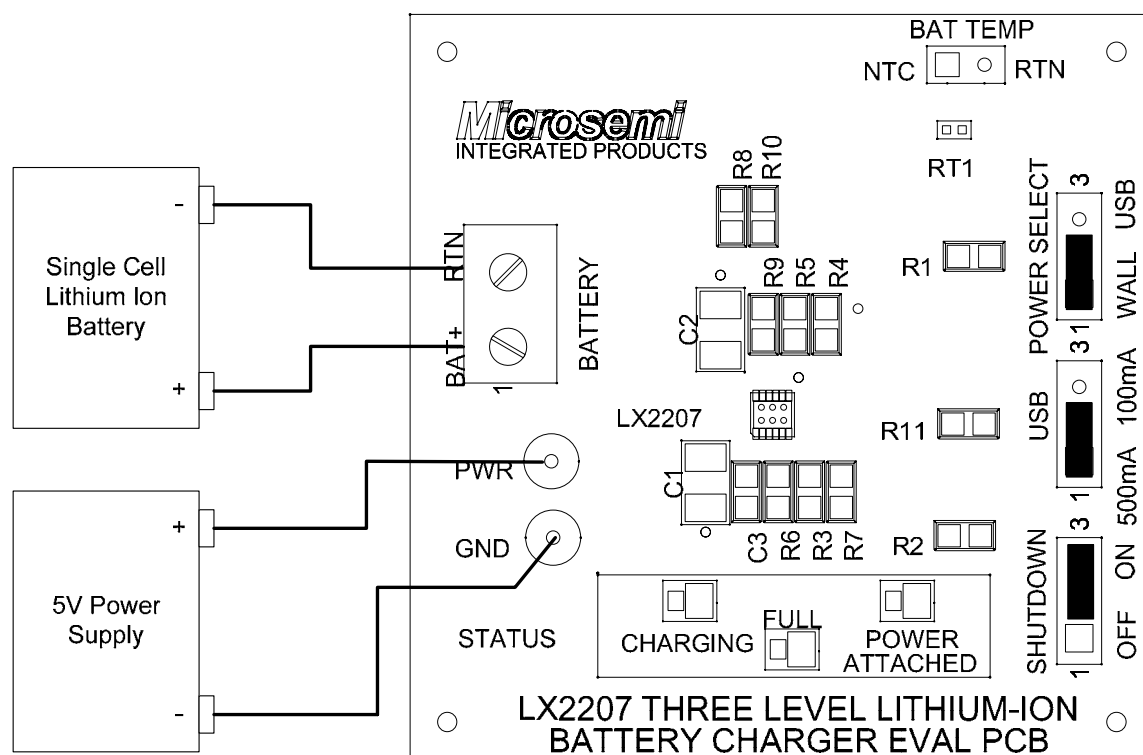 BAT TEMP
NTC
RTN
Microsemi
INTEGRATED PRODUCTS
RT1
R8
R10
POWER SELECT
3
1
USB
WALL
R1
Single Cell
Lithium Ion
Battery
-
+
RTN
BAT+
1
BATTERY
C2
R9
R5
R4
LX2207
USB
3
1
100mA
500mA
R11
5V Power
Supply
+
-
PWR
GND
C1
C3
R6
R3
R7
R2
SHUTDOWN
3
1
ON
OFF
STATUS
CHARGING
FULL
POWER
ATTACHED
LX2207 THREE LEVEL LITHIUM-ION
BATTERY CHARGER EVAL PCB